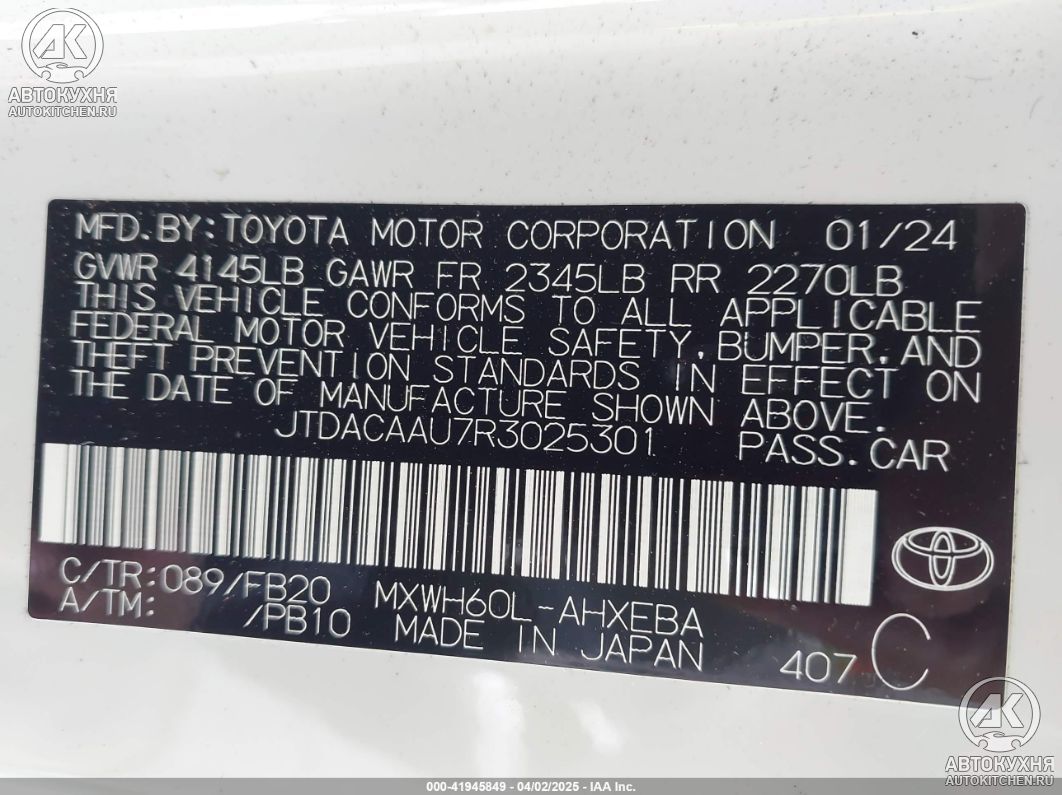 АК
АВТОКУХНЯ
AUTOKITCHEN.RU
MFD.BY:TOYOTA MOTOR CORPORATION 01/24
GVWR 4145LB GAWR FR 2345LB RR 2270LB
THIS VEHICLE CONFORMS TO ALL APPLICABLE
FEDERAL MOTOR VEHICLE SAFETY,BUMPER,AND
THEFT PREVENTION STANDARDS IN EFFECT ON
THE DATE OF MANUFACTURE SHOWN ABOVE.
JTDACAAU7R3025301 PASS.CAR
C/TR:089/FB20 MXWH60L-AHXEBA
A/TM: /PB10 MADE IN JAPAN 407 C
АК
АВТОКУХНЯ
AUTOKITCHEN.RU
000-41945849 - 04/02/2025 - IAA Inc.